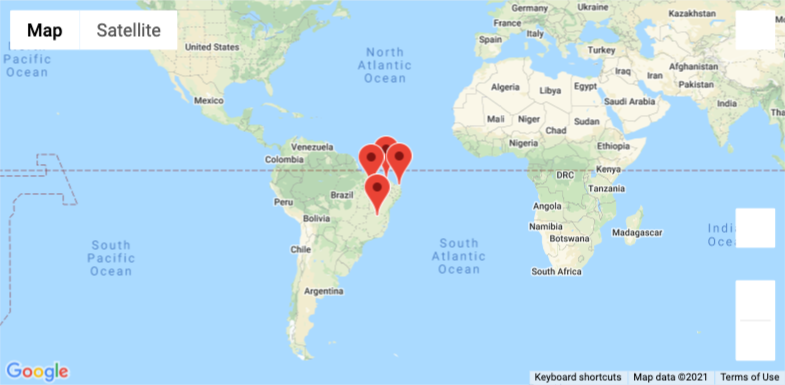 Map
Satellite
Germany
Ukraine
Kazakhstan
France
Italy
Spain
Turkey
United States
North
Atlantic
Ocean
Pacific
Ocean
Afghanistan
Iraq
Iran
Pakistan
Algeria
Libya
Egypt
Saudi Arabia
India
Mexico
Mali
Niger
Sudan
Chad
Tha
Nigeria
Ethiopia
Venezuela
Colombia
Kenya
DRC
Tanzania
Brazil
Peru
Angola
Bolivia
Namibia
Madagascar
Botswana
Indi
Ocea
South
Pacific
Ocean
South
Atlantic
Ocean
Chile
South Africa
Argentina
Google
Keyboard shortcuts
Map data ©2021
Terms of Use